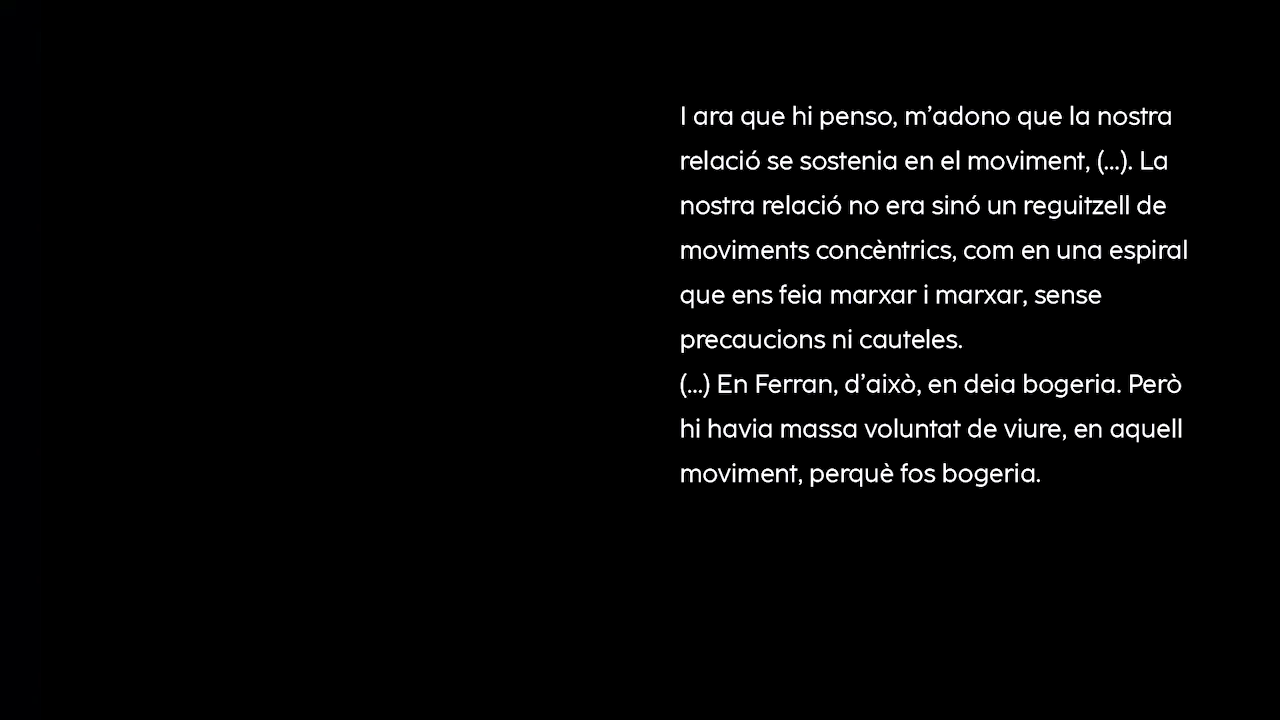 I ara que hi penso, m’adono que la nostra
relació se sostenia en el moviment, (...). La
nostra relació no era sinó un reguitzell de
moviments concèntrics, com en una espiral
que ens feia marxar i marxar, sense
precaucions ni cauteles.
(...) En Ferran, d’això, en deia bogeria. Però
hi havia massa voluntat de viure, en aquell
moviment, perquè fos bogeria.